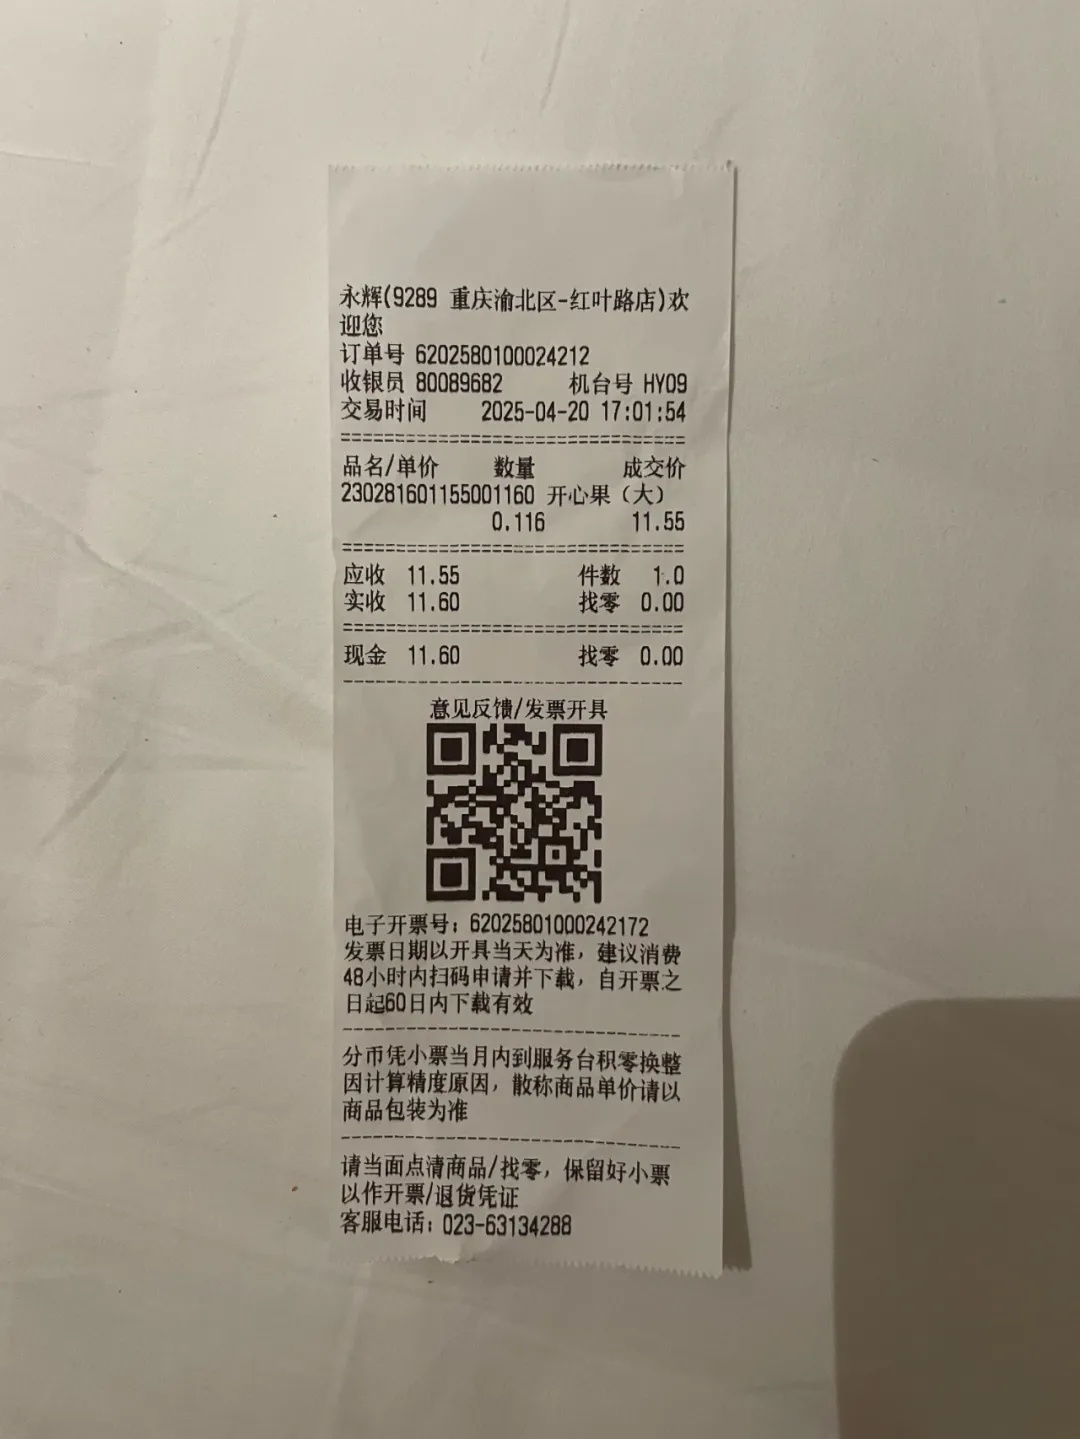 永辉(9289 重庆渝北区-红叶路店)欢
迎您
订单号 6202580100024212
收银员 80089682 机台号 HY09
交易时间 2025-04-20 17:01:54
================================
品名/单价 数量 成交价
230281601155001160 开心果（大）
0.116 11.55
================================
应收 11.55 件数 1.0
实收 11.60 找零 0.00
================================
现金 11.60 找零 0.00
--------------------------------
意见反馈/发票开具
电子开票号：62025801000242172
发票日期以开具当天为准，建议消费
48小时内扫码申请并下载，自开票之
日起60日内下载有效
--------------------------------
分币凭小票当月内到服务台积零换整
因计算精度原因，散称商品单价请以
商品包装为准
--------------------------------
请当面点清商品/找零，保留好小票
以作开票/退货凭证
客服电话：023-63134288